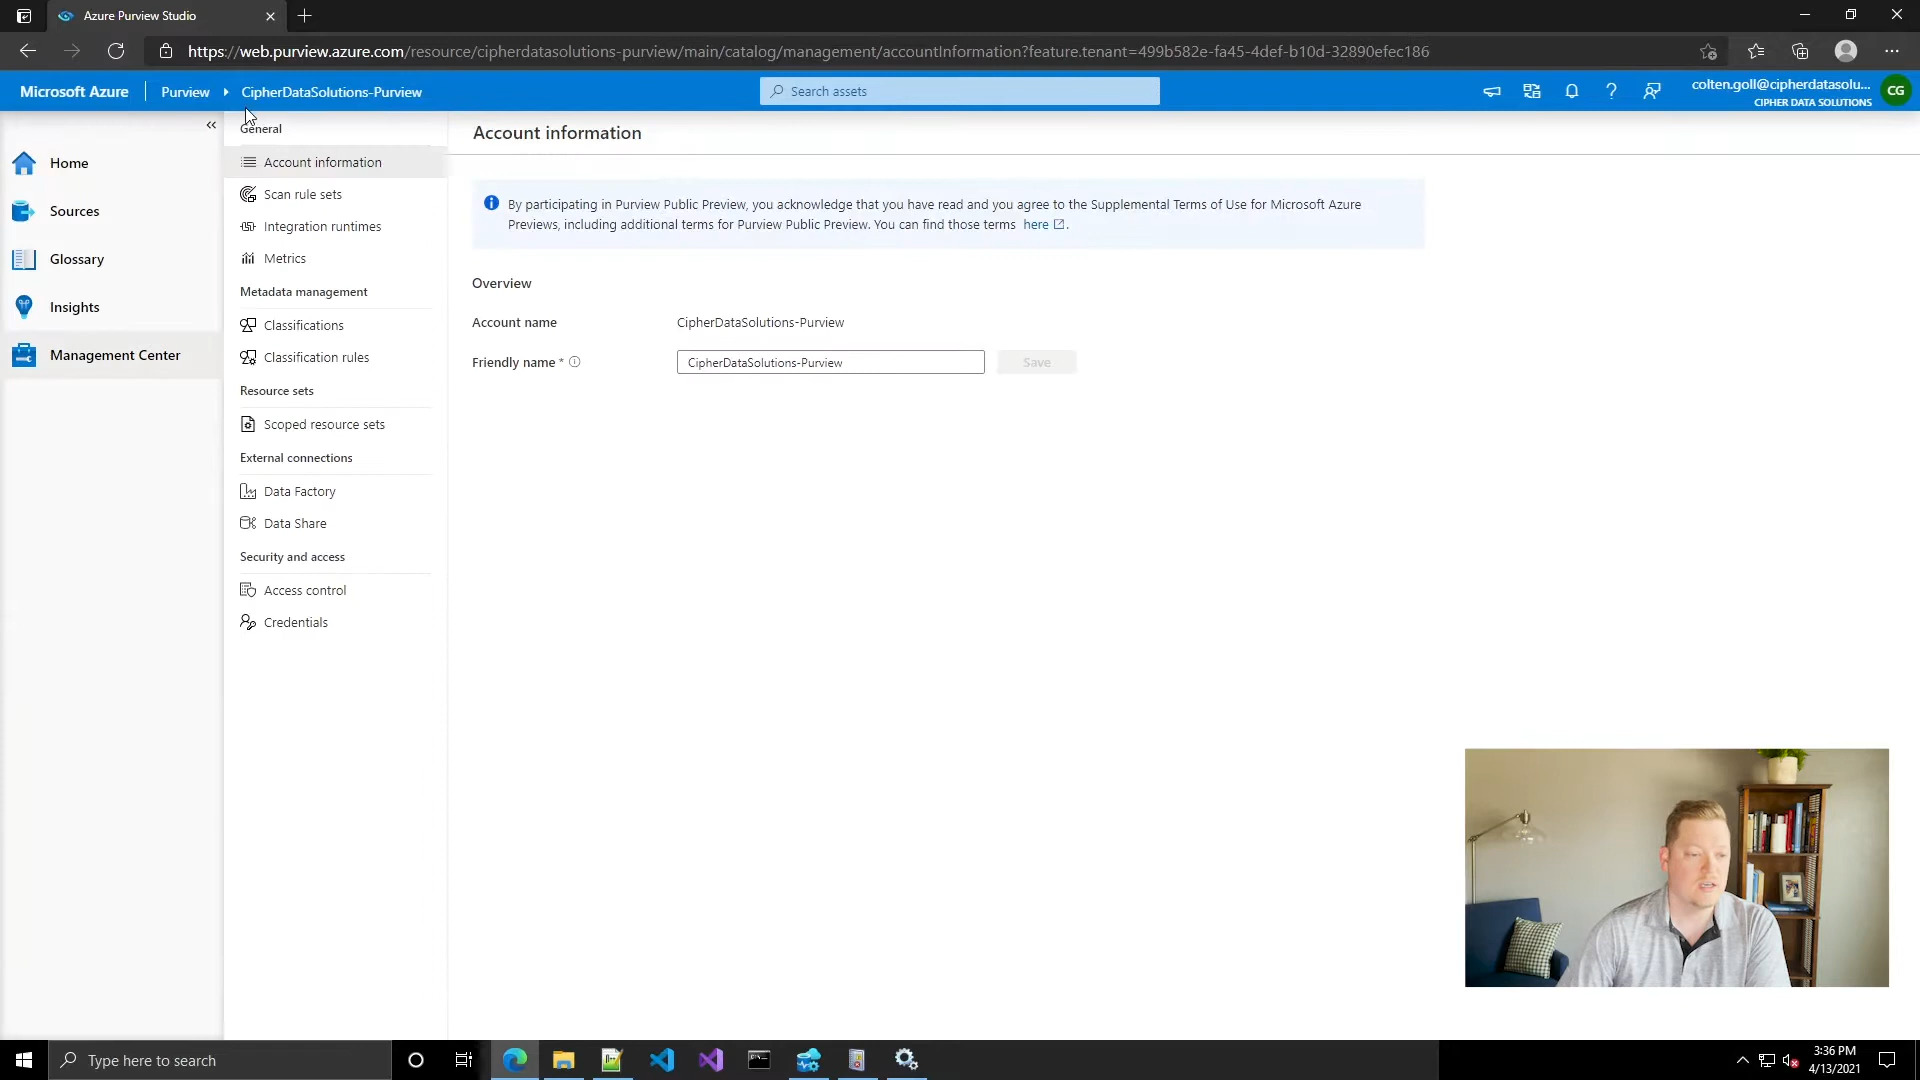 Azure Purview Studio
https://web.purview.azure.com/resource/cipherdatasolutions-purview/main/catalog/management/accountInformation?feature.tenant=499b582e-fa45-4def-b10d-32890efec186
Microsoft Azure
Purview
CipherDataSolutions-Purview
Search assets
colten.goll@cipherdatasolu...
CIPHER DATA SOLUTIONS
CG
Home
Sources
Glossary
Insights
Management Center
General
Account information
Scan rule sets
Integration runtimes
Metrics
Metadata management
Classifications
Classification rules
Resource sets
Scoped resource sets
External connections
Data Factory
Data Share
Security and access
Access control
Credentials
Account information
By participating in Purview Public Preview, you acknowledge that you have read and you agree to the Supplemental Terms of Use for Microsoft Azure
Previews, including additional terms for Purview Public Preview. You can find those terms here.
Overview
Account name
CipherDataSolutions-Purview
Friendly name *
CipherDataSolutions-Purview
Save
Type here to search
3:36 PM
4/13/2021